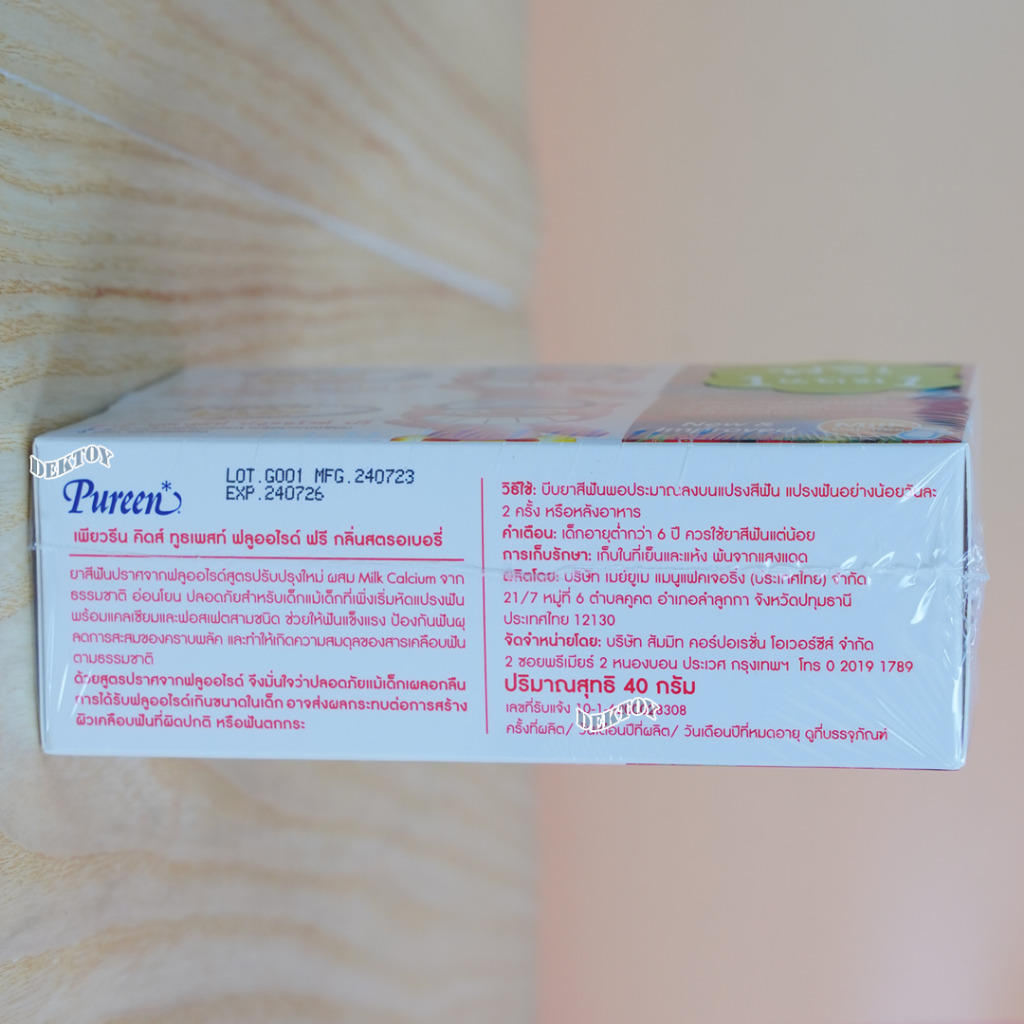 DEKTOY
Pureen
LOT.G001 MFG.240723
EXP.240726
เพียวรีน คิดส์ ทูธเพสท์ ฟลูออไรด์ ฟรี กลิ่นสตรอเบอรี่
ยาสีฟันปราศจากฟลูออไรด์สูตรปรับปรุงใหม่ ผสม Milk Calcium จาก
ธรรมชาติ อ่อนโยน ปลอดภัยสำหรับเด็กแม้เด็กที่เพิ่งเริ่มหัดแปรงฟัน
พร้อมแคลเซียมและฟอสเฟตสามชนิด ช่วยให้ฟันแข็งแรง ป้องกันฟันผุ
ลดการสะสมของคราบพลัค และทำให้เกิดความสมดุลของสารเคลือบฟัน
ตามธรรมชาติ
ด้วยสูตรปราศจากฟลูออไรด์ จึงมั่นใจว่าปลอดภัยแม้เด็กเผลอกลืน
การได้รับฟลูออไรด์เกินขนาดในเด็ก อาจส่งผลกระทบต่อการสร้าง
ผิวเคลือบฟันที่ผิดปกติ หรือฟันตกกระ
วิธีใช้: บีบยาสีฟันพอประมาณลงบนแปรงสีฟัน แปรงฟันอย่างน้อยวันละ
2 ครั้ง หรือหลังอาหาร
คำเตือน: เด็กอายุต่ำกว่า 6 ปี ควรใช้ยาสีฟันแต่น้อย
การเก็บรักษา: เก็บในที่เย็นและแห้ง พ้นจากแสงแดด
ผลิตโดย: บริษัท เมย์ยูเม แมนูแฟคเจอริ่ง (ประเทศไทย) จำกัด
21/7 หมู่ที่ 6 ตำบลคูคต อำเภอลำลูกกา จังหวัดปทุมธานี
ประเทศไทย 12130
จัดจำหน่ายโดย: บริษัท สัมมิท คอร์ปอเรชั่น โอเวอร์ซีส์ จำกัด
2 ซอยพรีเมียร์ 2 หนองบอน ประเวศ กรุงเทพฯ โทร 0 2019 1789
ปริมาณสุทธิ 40 กรัม
เลขที่รับแจ้ง
DEKTOY
ครั้งที่ผลิต/ วันเดือนปีที่ผลิต/ วันเดือนปีที่หมดอายุ ดูที่บรรจุภัณฑ์